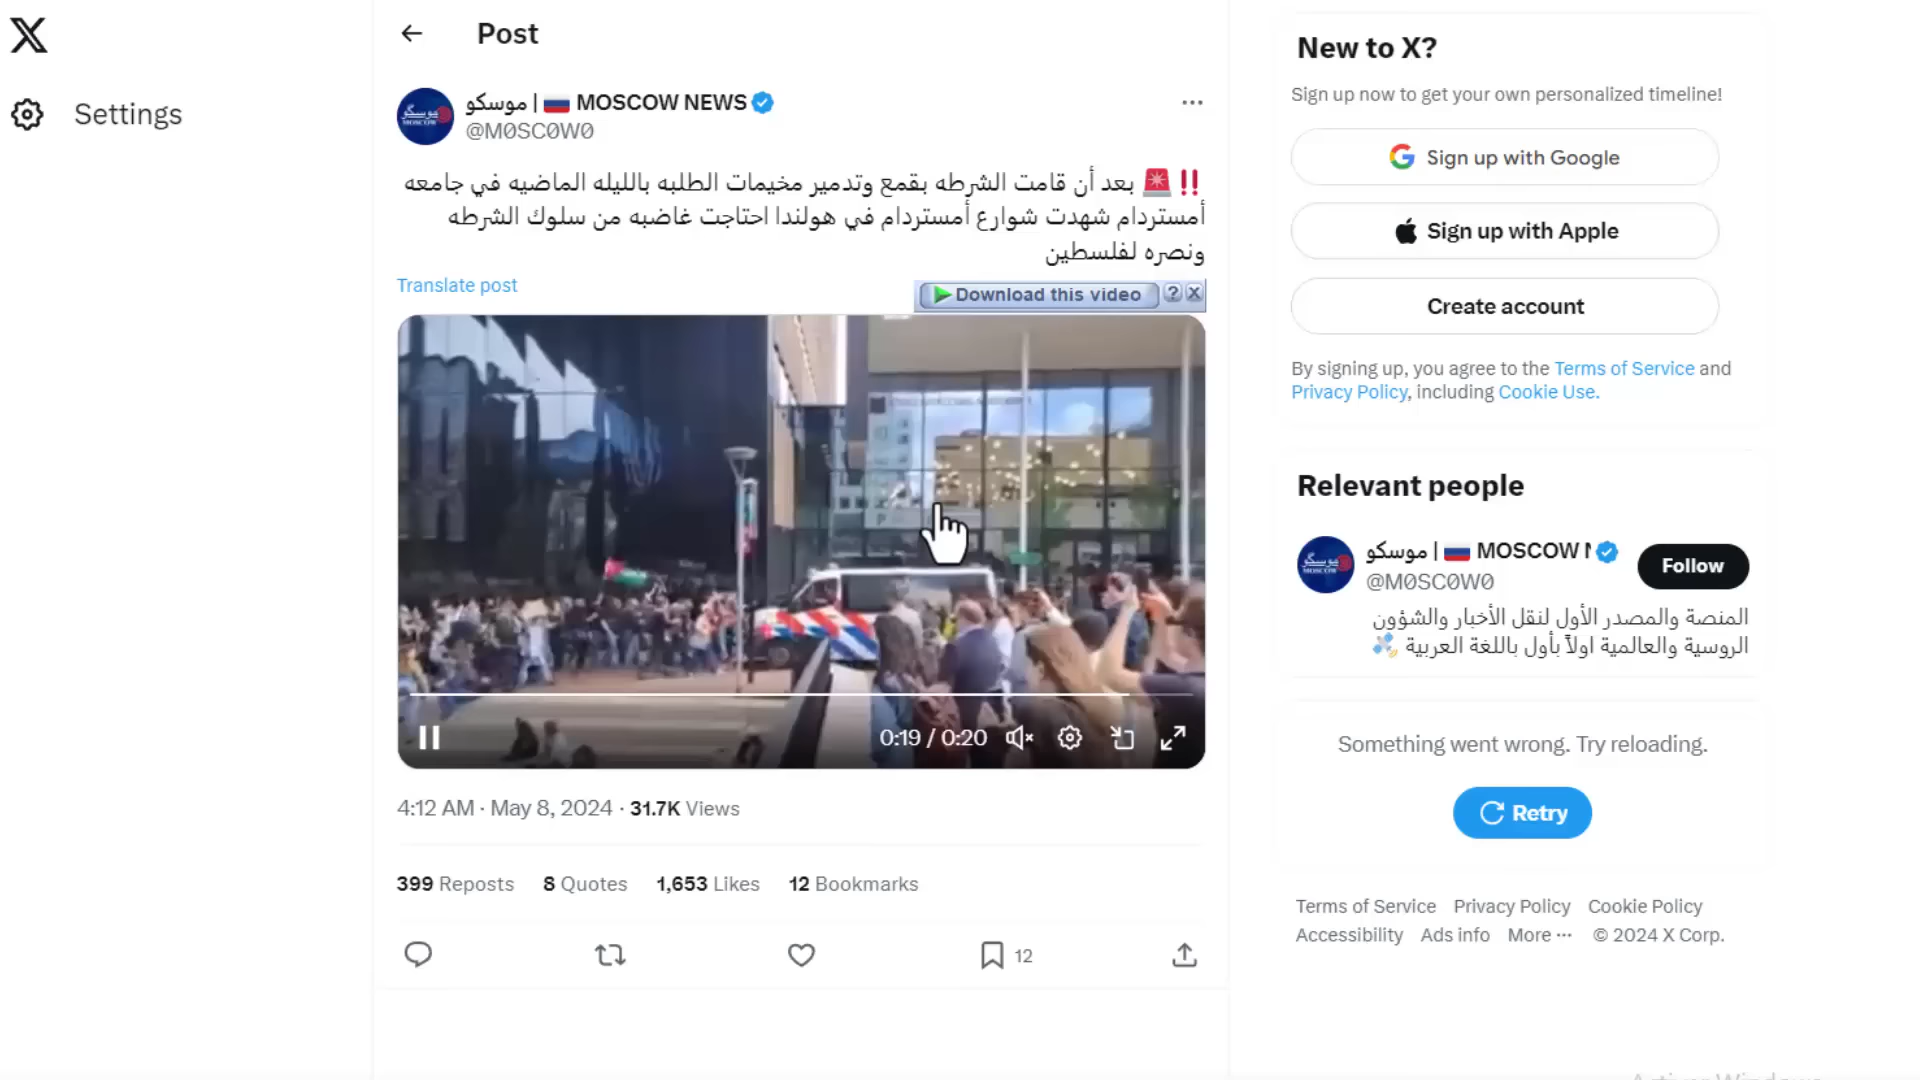 Post
Settings
موسكو | 🇷🇺 MOSCOW NEWS
@M0SC0W0
‼️🚨 بعد أن قامت الشرطه بقمع وتدمير مخيمات الطلبه بالليله الماضيه في جامعه
أمستردام شهدت شوارع أمستردام في هولندا احتاجت غاضبه من سلوك الشرطه
ونصره لفلسطين
Translate post
Download this video
0:19 / 0:20
4:12 AM · May 8, 2024 · 31.7K Views
399 Reposts 8 Quotes 1,653 Likes 12 Bookmarks
12
New to X?
Sign up now to get your own personalized timeline!
Sign up with Google
Sign up with Apple
Create account
By signing up, you agree to the Terms of Service and
Privacy Policy, including Cookie Use.
Relevant people
موسكو | 🇷🇺 MOSCOW
@M0SC0W0
Follow
المنصة والمصدر الأول لنقل الأخبار والشؤون
الروسية والعالمية اولاً بأول باللغة العربية
Something went wrong. Try reloading.
Retry
Terms of Service Privacy Policy Cookie Policy
Accessibility Ads info More ··· © 2024 X Corp.